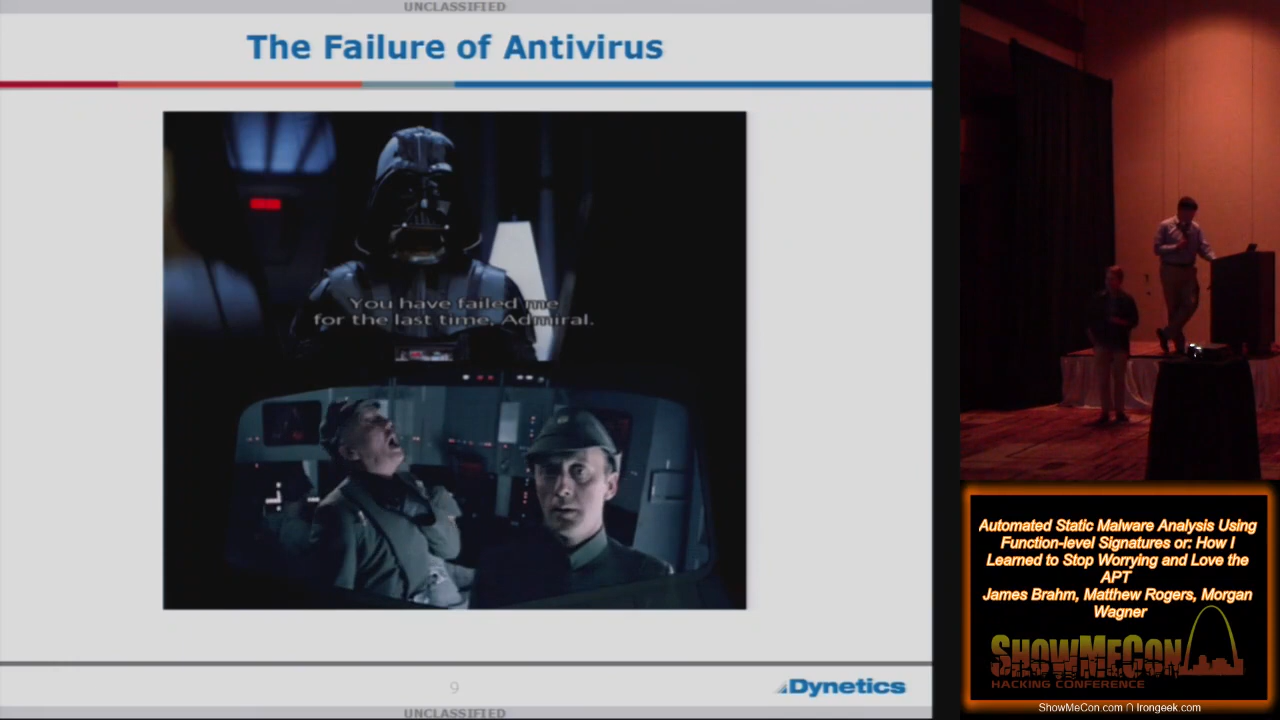 UNCLASSIFIED
The Failure of Antivirus
You have failed me
for the last time, Admiral.
9
Dynetics
UNCLASSIFIED
Automated Static Malware Analysis Using
Function-level Signatures or: How I
Learned to Stop Worrying and Love the
APT
James Brahm, Matthew Rogers, Morgan
Wagner
SHOWMECON
HACKING CONFERENCE
ShowMeCon.com ∩ Irongeek.com